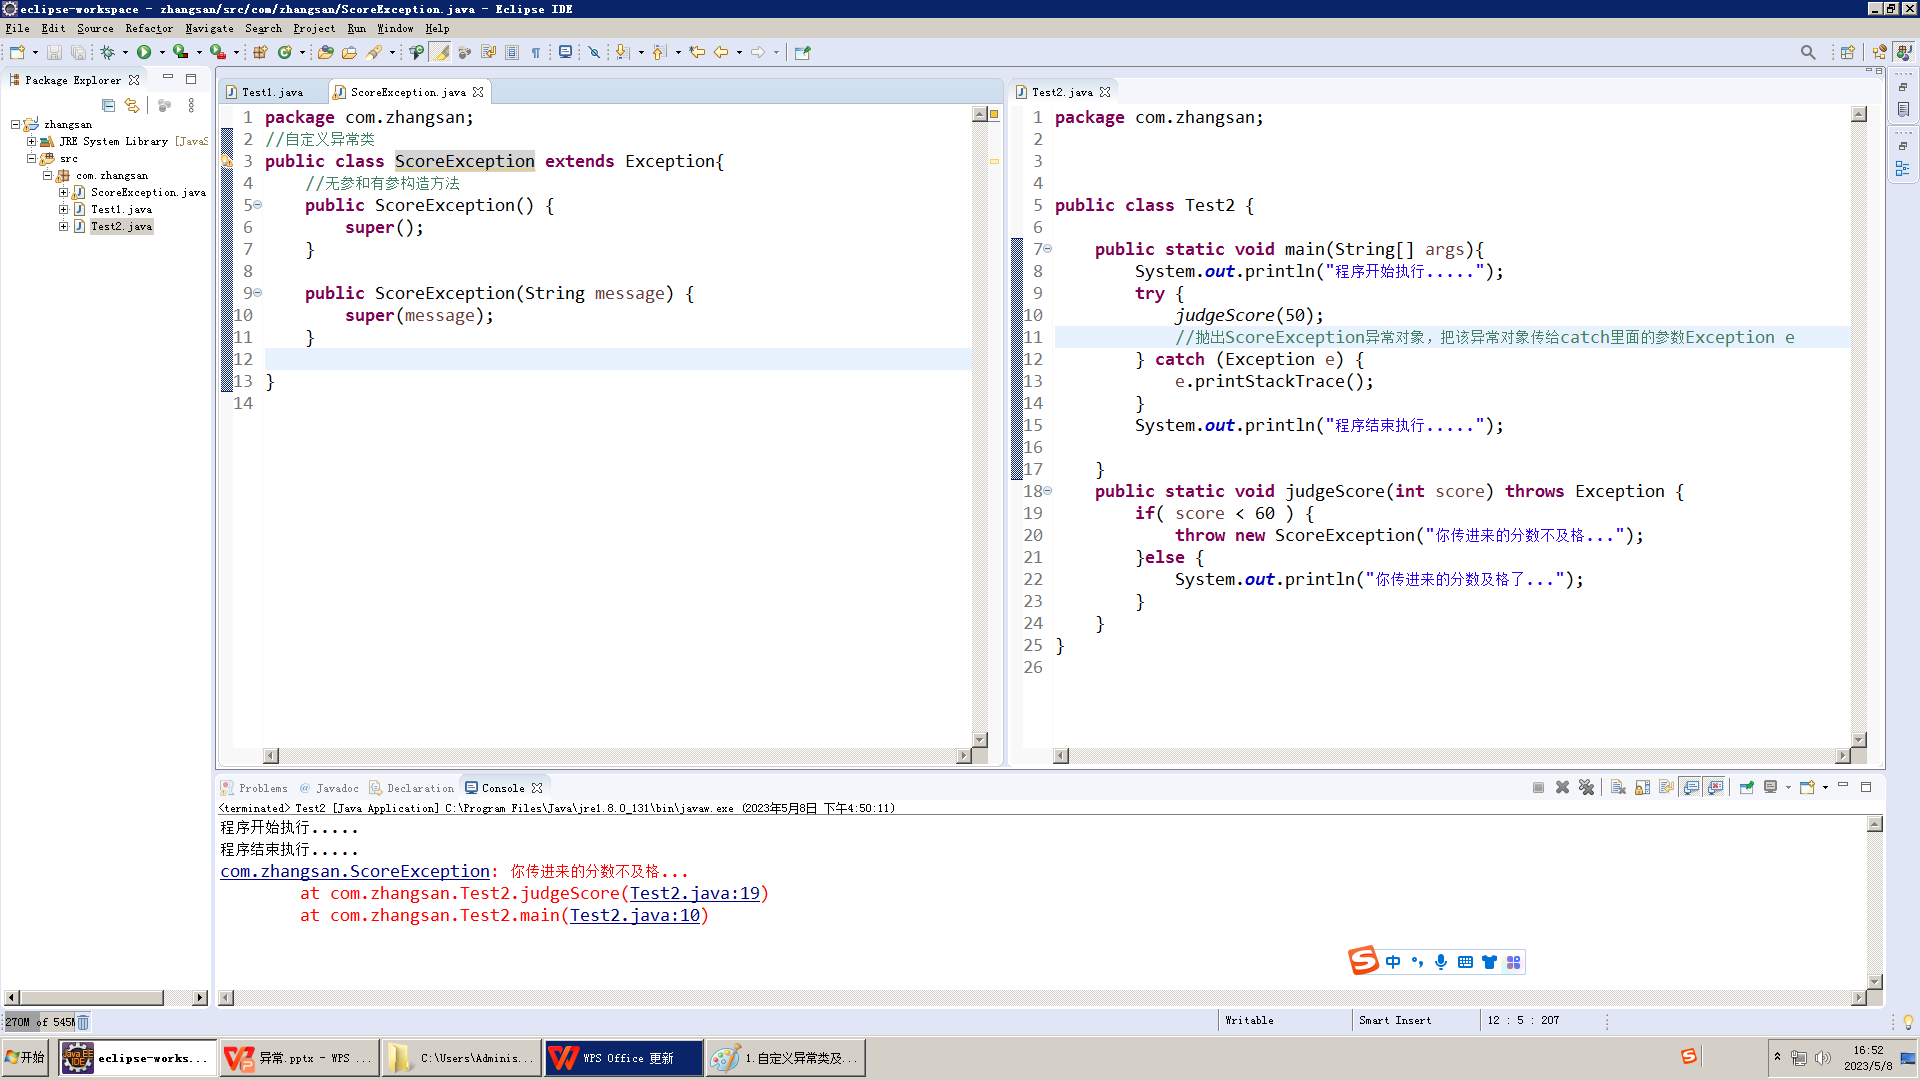 eclipse-workspace - zhangsan/src/com/zhangsan/ScoreException.java - Eclipse IDE
File Edit Source Refactor Navigate Search Project Run Window Help
Package Explorer
zhangsan
JRE System Library [JavaS
src
com.zhangsan
ScoreException.java
Test1.java
Test2.java
Test1.java ScoreException.java
1 package com.zhangsan;
2 //自定义异常类
3 public class ScoreException extends Exception{
4 //无参和有参构造方法
5 public ScoreException() {
6 super();
7 }
8
9 public ScoreException(String message) {
10 super(message);
11 }
12
13 }
14
Test2.java
1 package com.zhangsan;
2
3
4
5 public class Test2 {
6
7 public static void main(String[] args){
8 System.out.println("程序开始执行.....");
9 try {
10 judgeScore(50);
11 //抛出ScoreException异常对象，把该异常对象传给catch里面的参数Exception e
12 } catch (Exception e) {
13 e.printStackTrace();
14 }
15 System.out.println("程序结束执行.....");
16
17 }
18 public static void judgeScore(int score) throws Exception {
19 if( score < 60 ) {
20 throw new ScoreException("你传进来的分数不及格...");
21 }else {
22 System.out.println("你传进来的分数及格了...");
23 }
24 }
25 }
26
Problems @ Javadoc Declaration Console
<terminated> Test2 [Java Application] C:\Program Files\Java\jre1.8.0_131\bin\javaw.exe (2023年5月8日 下午4:50:11)
程序开始执行.....
程序结束执行.....
com.zhangsan.ScoreException: 你传进来的分数不及格...
at com.zhangsan.Test2.judgeScore(Test2.java:19)
at com.zhangsan.Test2.main(Test2.java:10)
中
270M of 545M
Writable Smart Insert 12 : 5 : 207
开始 eclipse-works... 异常.pptx - WPS ... C:\Users\Adminis... WPS Office 更新 1.自定义异常类及...
16:52
2023/5/8